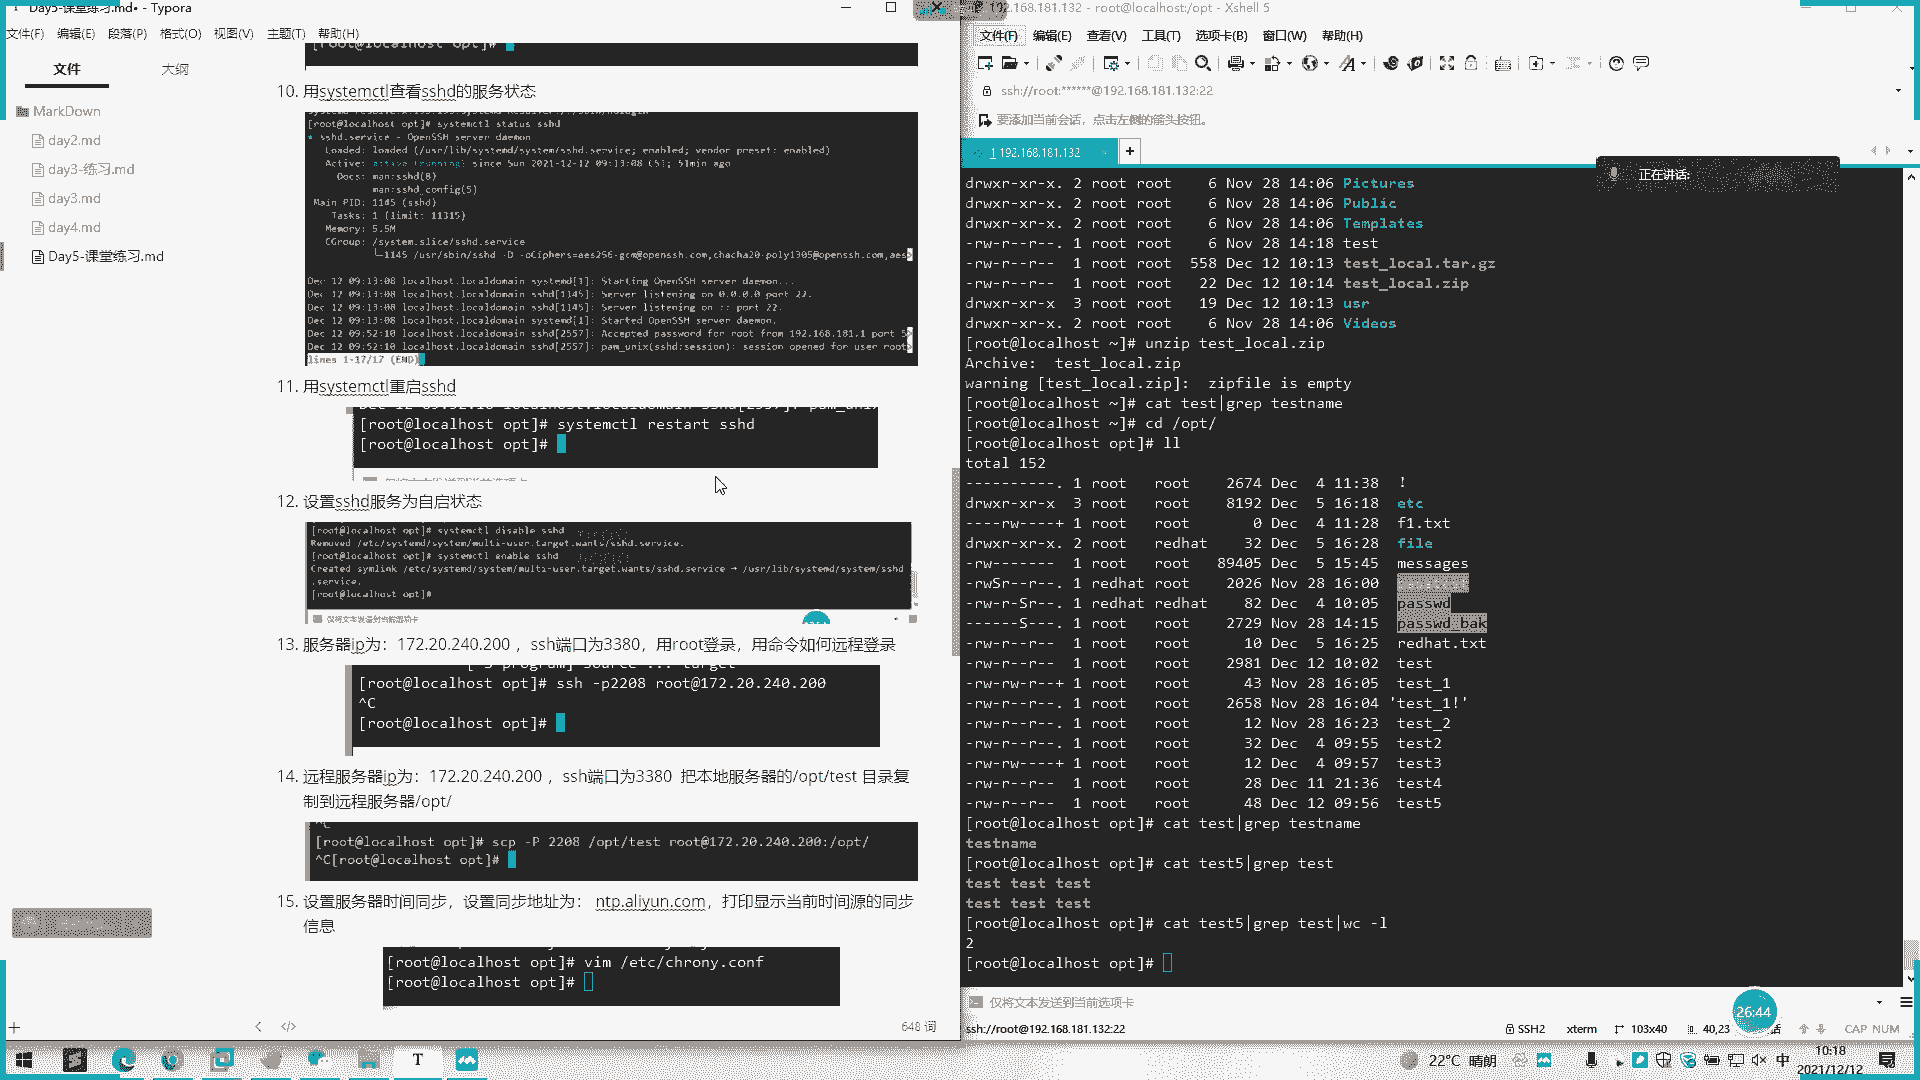 Day5-课堂练习.md• - Typora
文件(F) 编辑(E) 段落(P) 格式(O) 视图(V) 主题(T) 帮助(H)
文件
大纲
MarkDown
day2.md
day3-练习.md
day3.md
day4.md
Day5-课堂练习.md
10. 用systemctl查看sshd的服务状态
[root@localhost opt]# systemctl status sshd
● sshd.service - OpenSSH server daemon
Loaded: loaded (/usr/lib/systemd/system/sshd.service; enabled; vendor preset: enabled)
Active: active (running) since Sun 2021-12-12 09:13:08 CST; 51min ago
Docs: man:sshd(8)
man:sshd_config(5)
Main PID: 1145 (sshd)
Tasks: 1 (limit: 11315)
Memory: 5.5M
CGroup: /system.slice/sshd.service
└─1145 /usr/sbin/sshd -D -oCiphers=aes256-gcm@openssh.com,chacha20-poly1305@openssh.com,aes>
Dec 12 09:13:08 localhost.localdomain systemd[1]: Starting OpenSSH server daemon...
Dec 12 09:13:08 localhost.localdomain sshd[1145]: Server listening on 0.0.0.0 port 22.
Dec 12 09:13:08 localhost.localdomain sshd[1145]: Server listening on :: port 22.
Dec 12 09:13:08 localhost.localdomain systemd[1]: Started OpenSSH server daemon.
Dec 12 09:52:10 localhost.localdomain sshd[2557]: Accepted password for root from 192.168.181.1 port 5>
Dec 12 09:52:10 localhost.localdomain sshd[2557]: pam_unix(sshd:session): session opened for user root>
lines 1-17/17 (END)
11. 用systemctl重启sshd
[root@localhost opt]# systemctl restart sshd
[root@localhost opt]#
12. 设置sshd服务为自启状态
[root@localhost opt]# systemctl disable sshd
Removed /etc/systemd/system/multi-user.target.wants/sshd.service.
[root@localhost opt]# systemctl enable sshd
Created symlink /etc/systemd/system/multi-user.target.wants/sshd.service → /usr/lib/systemd/system/sshd
.service.
[root@localhost opt]#
仅将文本发送到当前选项卡
13. 服务器ip为：172.20.240.200 ，ssh端口为3380，用root登录，用命令如何远程登录
[root@localhost opt]# ssh -p2208 root@172.20.240.200
^C
[root@localhost opt]#
14. 远程服务器ip为：172.20.240.200 ，ssh端口为3380 把本地服务器的/opt/test 目录复
制到远程服务器/opt/
[root@localhost opt]# scp -P 2208 /opt/test root@172.20.240.200:/opt/
^C[root@localhost opt]#
15. 设置服务器时间同步，设置同步地址为： ntp.aliyun.com，打印显示当前时间源的同步
信息
[root@localhost opt]# vim /etc/chrony.conf
[root@localhost opt]#
648 词
192.168.181.132 - root@localhost:/opt - Xshell 5
文件(F) 编辑(E) 查看(V) 工具(T) 选项卡(B) 窗口(W) 帮助(H)
ssh://root:******@192.168.181.132:22
要添加当前会话，点击左侧的箭头按钮。
1 192.168.181.132
正在讲话:
drwxr-xr-x. 2 root root 6 Nov 28 14:06 Pictures
drwxr-xr-x. 2 root root 6 Nov 28 14:06 Public
drwxr-xr-x. 2 root root 6 Nov 28 14:06 Templates
-rw-r--r--. 1 root root 6 Nov 28 14:18 test
-rw-r--r-- 1 root root 558 Dec 12 10:13 test_local.tar.gz
-rw-r--r-- 1 root root 22 Dec 12 10:14 test_local.zip
drwxr-xr-x 3 root root 19 Dec 12 10:13 usr
drwxr-xr-x. 2 root root 6 Nov 28 14:06 Videos
[root@localhost ~]# unzip test_local.zip
Archive: test_local.zip
warning [test_local.zip]: zipfile is empty
[root@localhost ~]# cat test|grep testname
[root@localhost ~]# cd /opt/
[root@localhost opt]# ll
total 152
----------. 1 root root 2674 Dec 4 11:38 !
drwxr-xr-x 3 root root 8192 Dec 5 16:18 etc
----rw----+ 1 root root 0 Dec 4 11:28 f1.txt
drwxr-xr-x. 2 root redhat 32 Dec 5 16:28 file
-rw------- 1 root root 89405 Dec 5 15:45 messages
-rwSr--r--. 1 redhat root 2026 Nov 28 16:00
-rw-r-Sr--. 1 redhat redhat 82 Dec 4 10:05 passwd
------S---. 1 root root 2729 Nov 28 14:15 passwd_bak
-rw-r--r-- 1 root root 10 Dec 5 16:25 redhat.txt
-rw-r--r-- 1 root root 2981 Dec 12 10:02 test
-rw-rw-r--+ 1 root root 43 Nov 28 16:05 test_1
-rw-r--r--. 1 root root 2658 Nov 28 16:04 'test_1!'
-rw-r--r--. 1 root root 12 Nov 28 16:23 test_2
-rw-r--r--. 1 root root 32 Dec 4 09:55 test2
-rw-rw----+ 1 root root 12 Dec 4 09:57 test3
-rw-r--r-- 1 root root 28 Dec 11 21:36 test4
-rw-r--r-- 1 root root 48 Dec 12 09:56 test5
[root@localhost opt]# cat test|grep testname
testname
[root@localhost opt]# cat test5|grep test
test test test
test test test
[root@localhost opt]# cat test5|grep test|wc -l
2
[root@localhost opt]#
仅将文本发送到当前选项卡
26:44
ssh://root@192.168.181.132:22 SSH2 xterm 103x40 40,23 CAP NUM
22°C 晴朗 中 10:18
2021/12/12